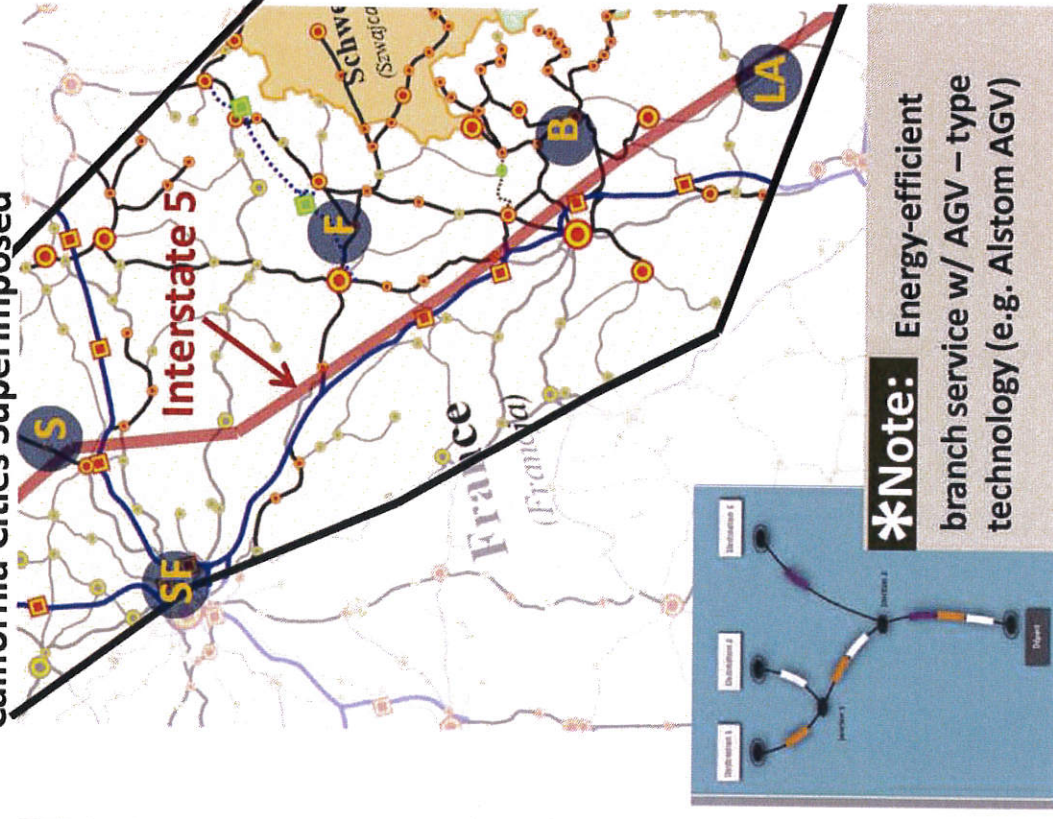 California Cities Superimposed
Schwe
(Szwajca
Interstate 5
S
SF
F
B
LA
France
(Francja)
*Note: Energy-efficient
branch service w/ AGV – type
technology (e.g. Alstom AGV)